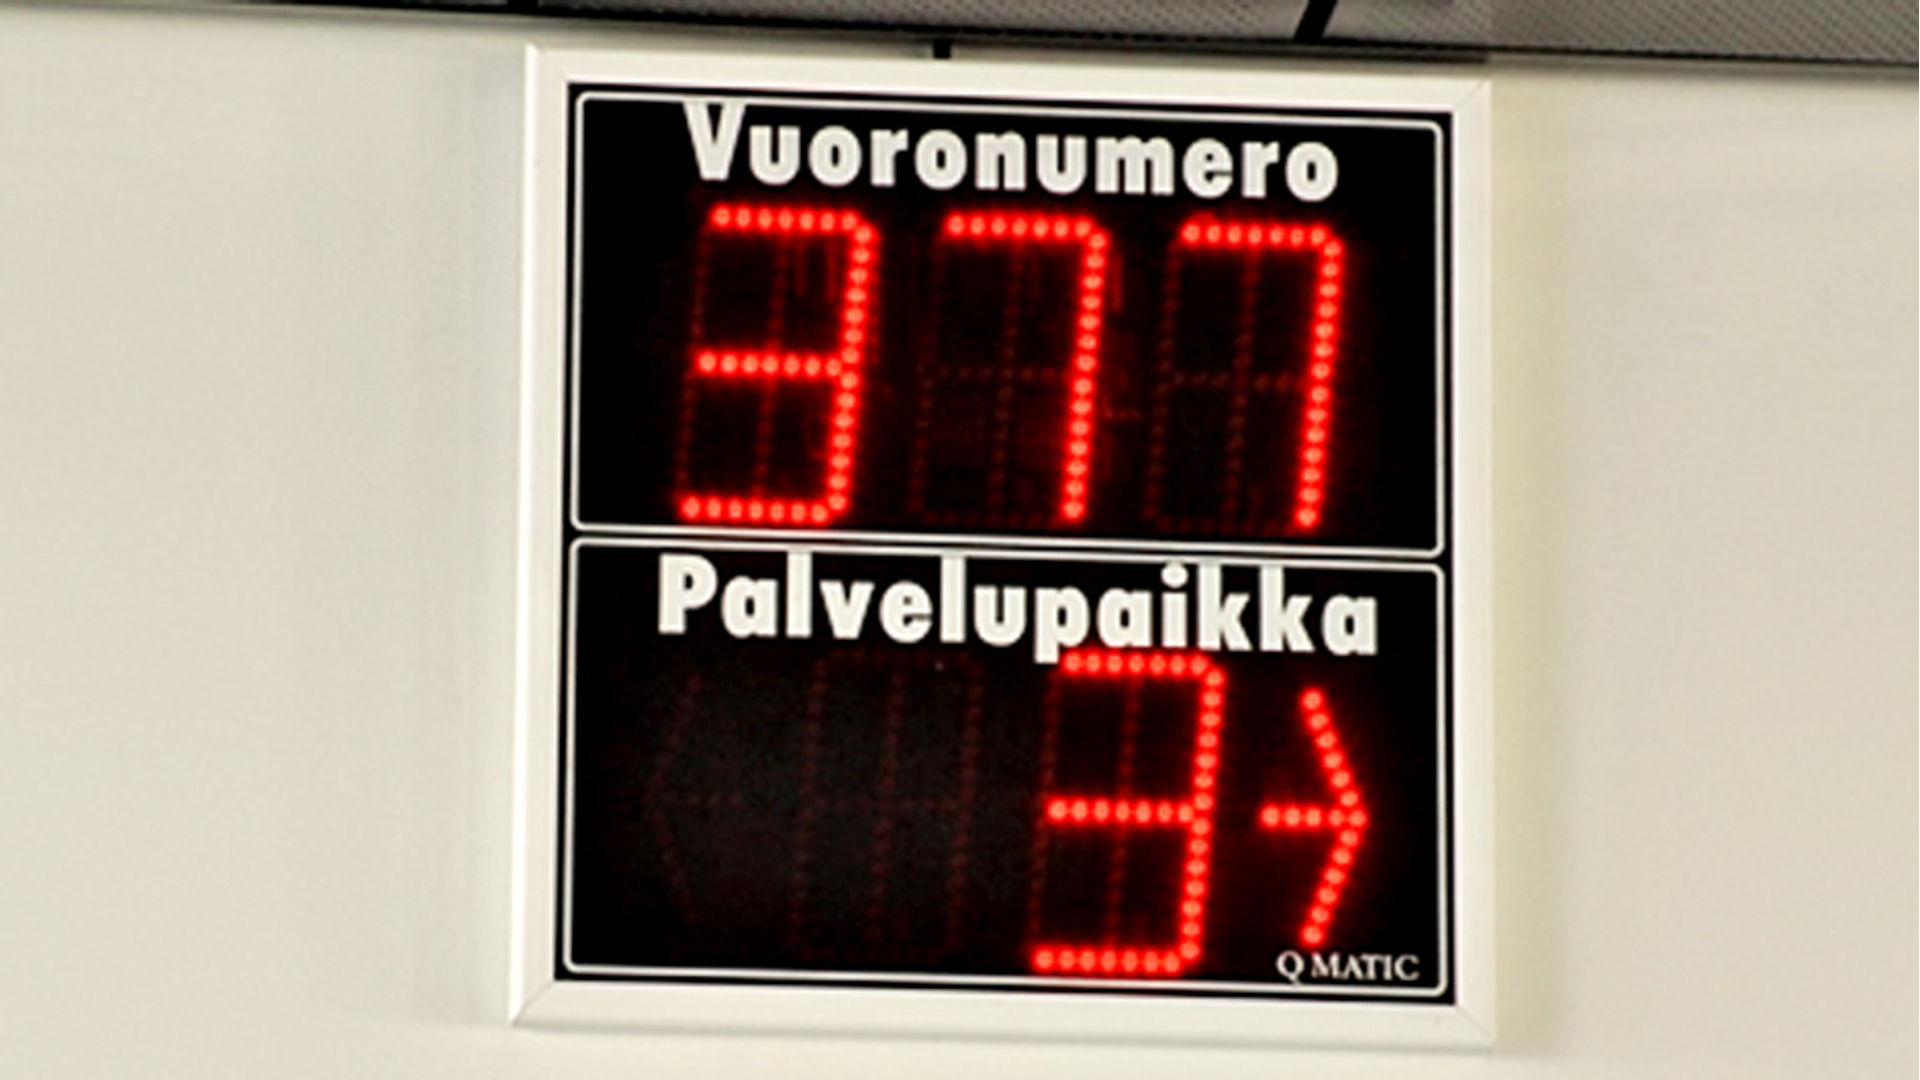 Vuoronumero
377
Palvelupaikka
3→
Q MATIC